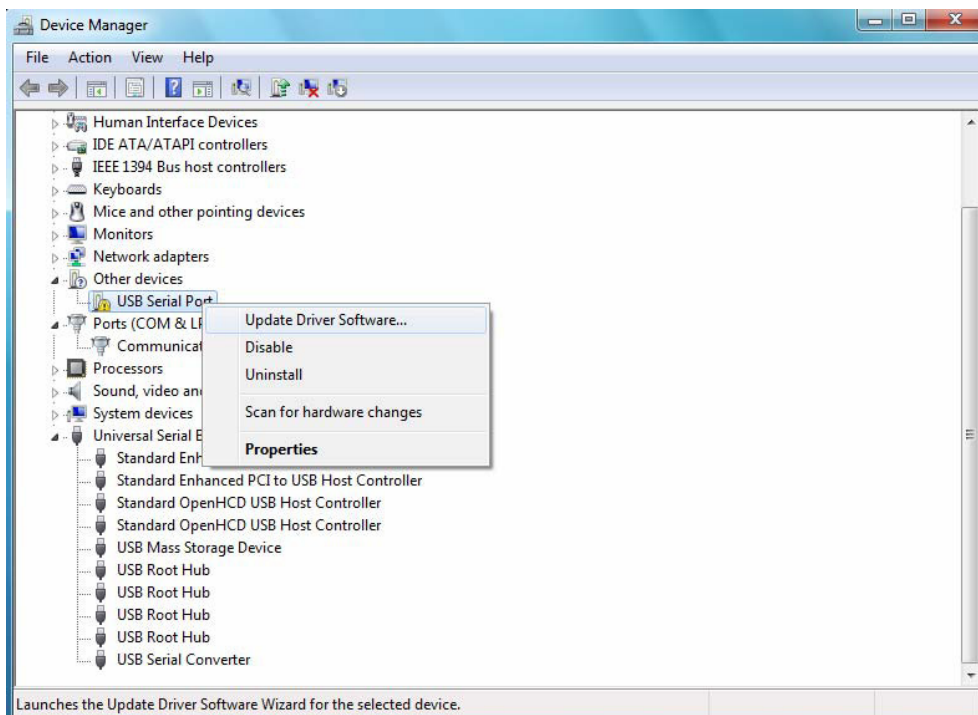 Device Manager
File Action View Help
Human Interface Devices
IDE ATA/ATAPI controllers
IEEE 1394 Bus host controllers
Keyboards
Mice and other pointing devices
Monitors
Network adapters
Other devices
USB Serial Port
Update Driver Software...
Ports (COM & L
Disable
Communicat
Uninstall
Processors
Sound, video an
Scan for hardware changes
System devices
Universal Serial
Properties
Standard Enh
Standard Enhanced PCI to USB Host Controller
Standard OpenHCD USB Host Controller
Standard OpenHCD USB Host Controller
USB Mass Storage Device
USB Root Hub
USB Root Hub
USB Root Hub
USB Root Hub
USB Serial Converter
Launches the Update Driver Software Wizard for the selected device.